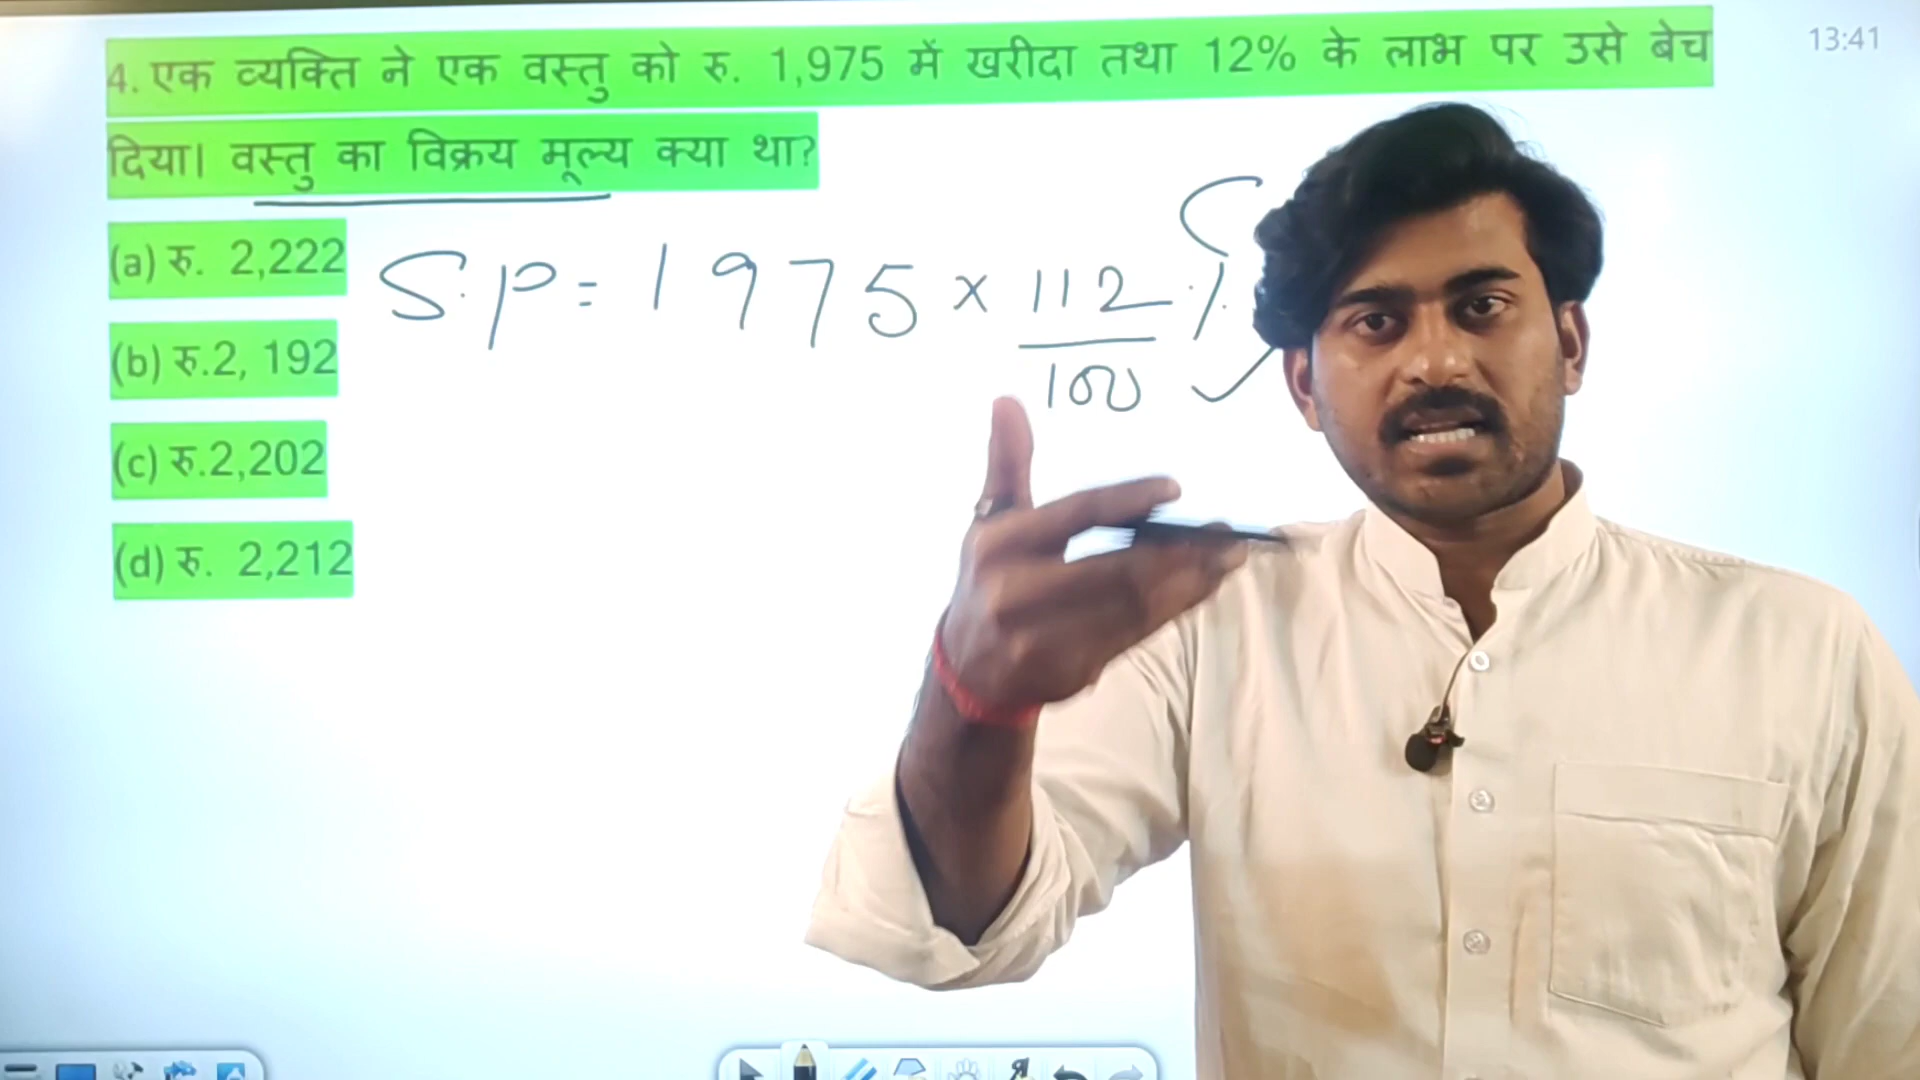 4. एक व्यक्ति ने एक वस्तु को रु. 1,975 में खरीदा तथा 12% के लाभ पर उसे बेच
दिया। वस्तु का विक्रय मूल्य क्या था?
(a) रु. 2,222
(b) रु.2, 192
(c) रु.2,202
(d) रु. 2,212
S.P = 1975 × 112 %
100
13:41